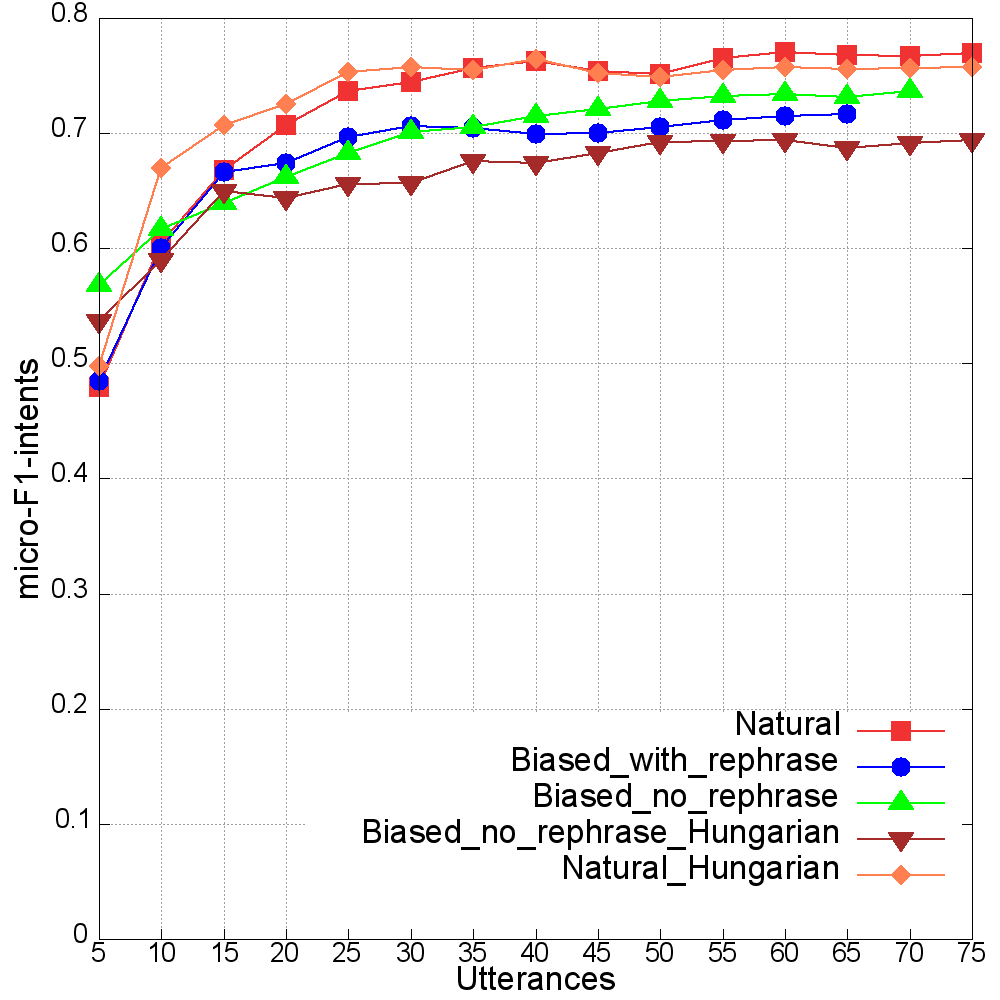 0.8
0.7
0.6
0.5
0.4
0.3
0.2
0.1
0
micro-F1-intents
Natural
Biased_with_rephrase
Biased_no_rephrase
Biased_no_rephrase_Hungarian
Natural_Hungarian
5 10 15 20 25 30 35 40 45 50 55 60 65 70 75
Utterances